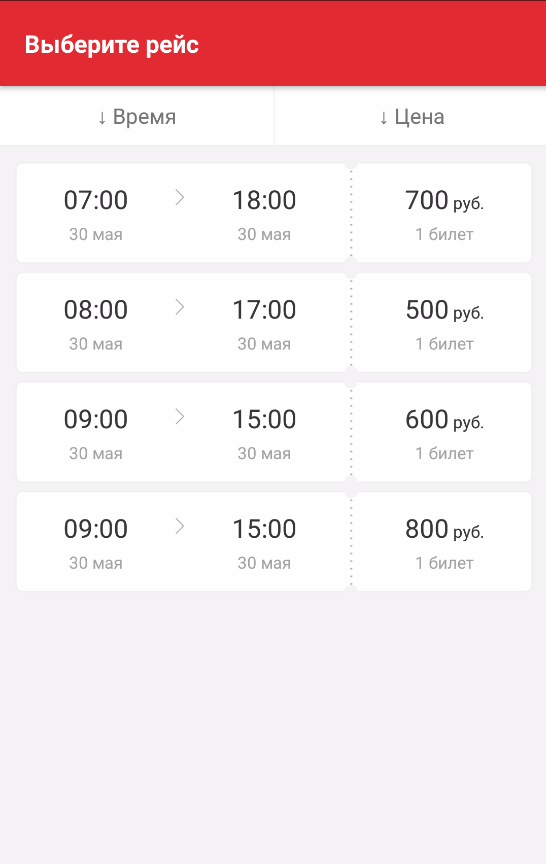 Выберите рейс
↓ Время ↓ Цена
07:00 18:00 700 руб.
30 мая 30 мая 1 билет
08:00 17:00 500 руб.
30 мая 30 мая 1 билет
09:00 15:00 600 руб.
30 мая 30 мая 1 билет
09:00 15:00 800 руб.
30 мая 30 мая 1 билет